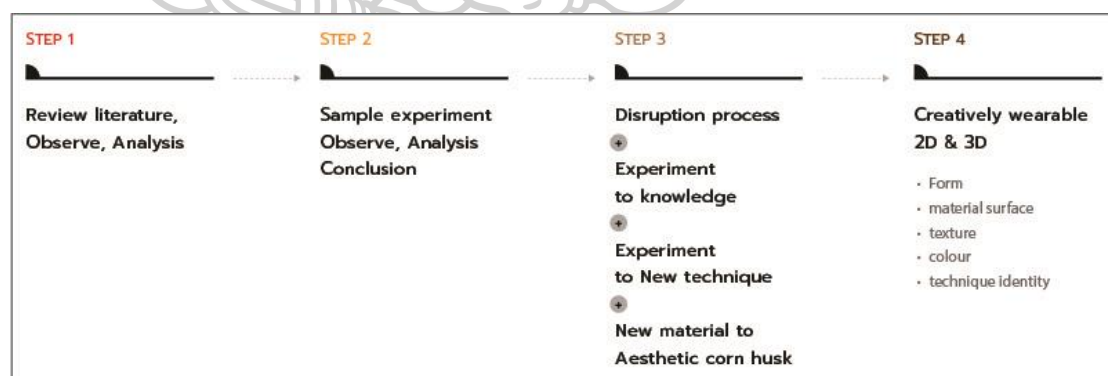 STEP 1
Review literature,
Observe, Analysis
STEP 2
Sample experiment
Observe, Analysis
Conclusion
STEP 3
Disruption process
+
Experiment
to knowledge
+
Experiment
to New technique
+
New material to
Aesthetic corn husk
STEP 4
Creatively wearable
2D & 3D
• Form
• material surface
• texture
• colour
• technique identity